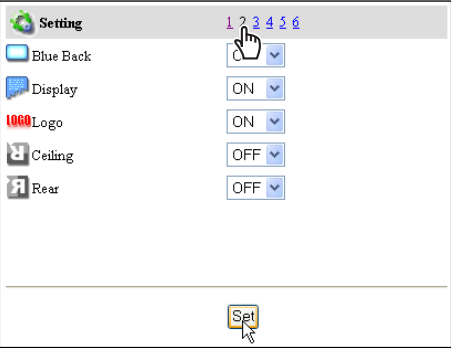 Setting 1 2 3 4 5 6
Blue Back
Display ON
LOGO Logo ON
Ceiling OFF
R Rear OFF
Set